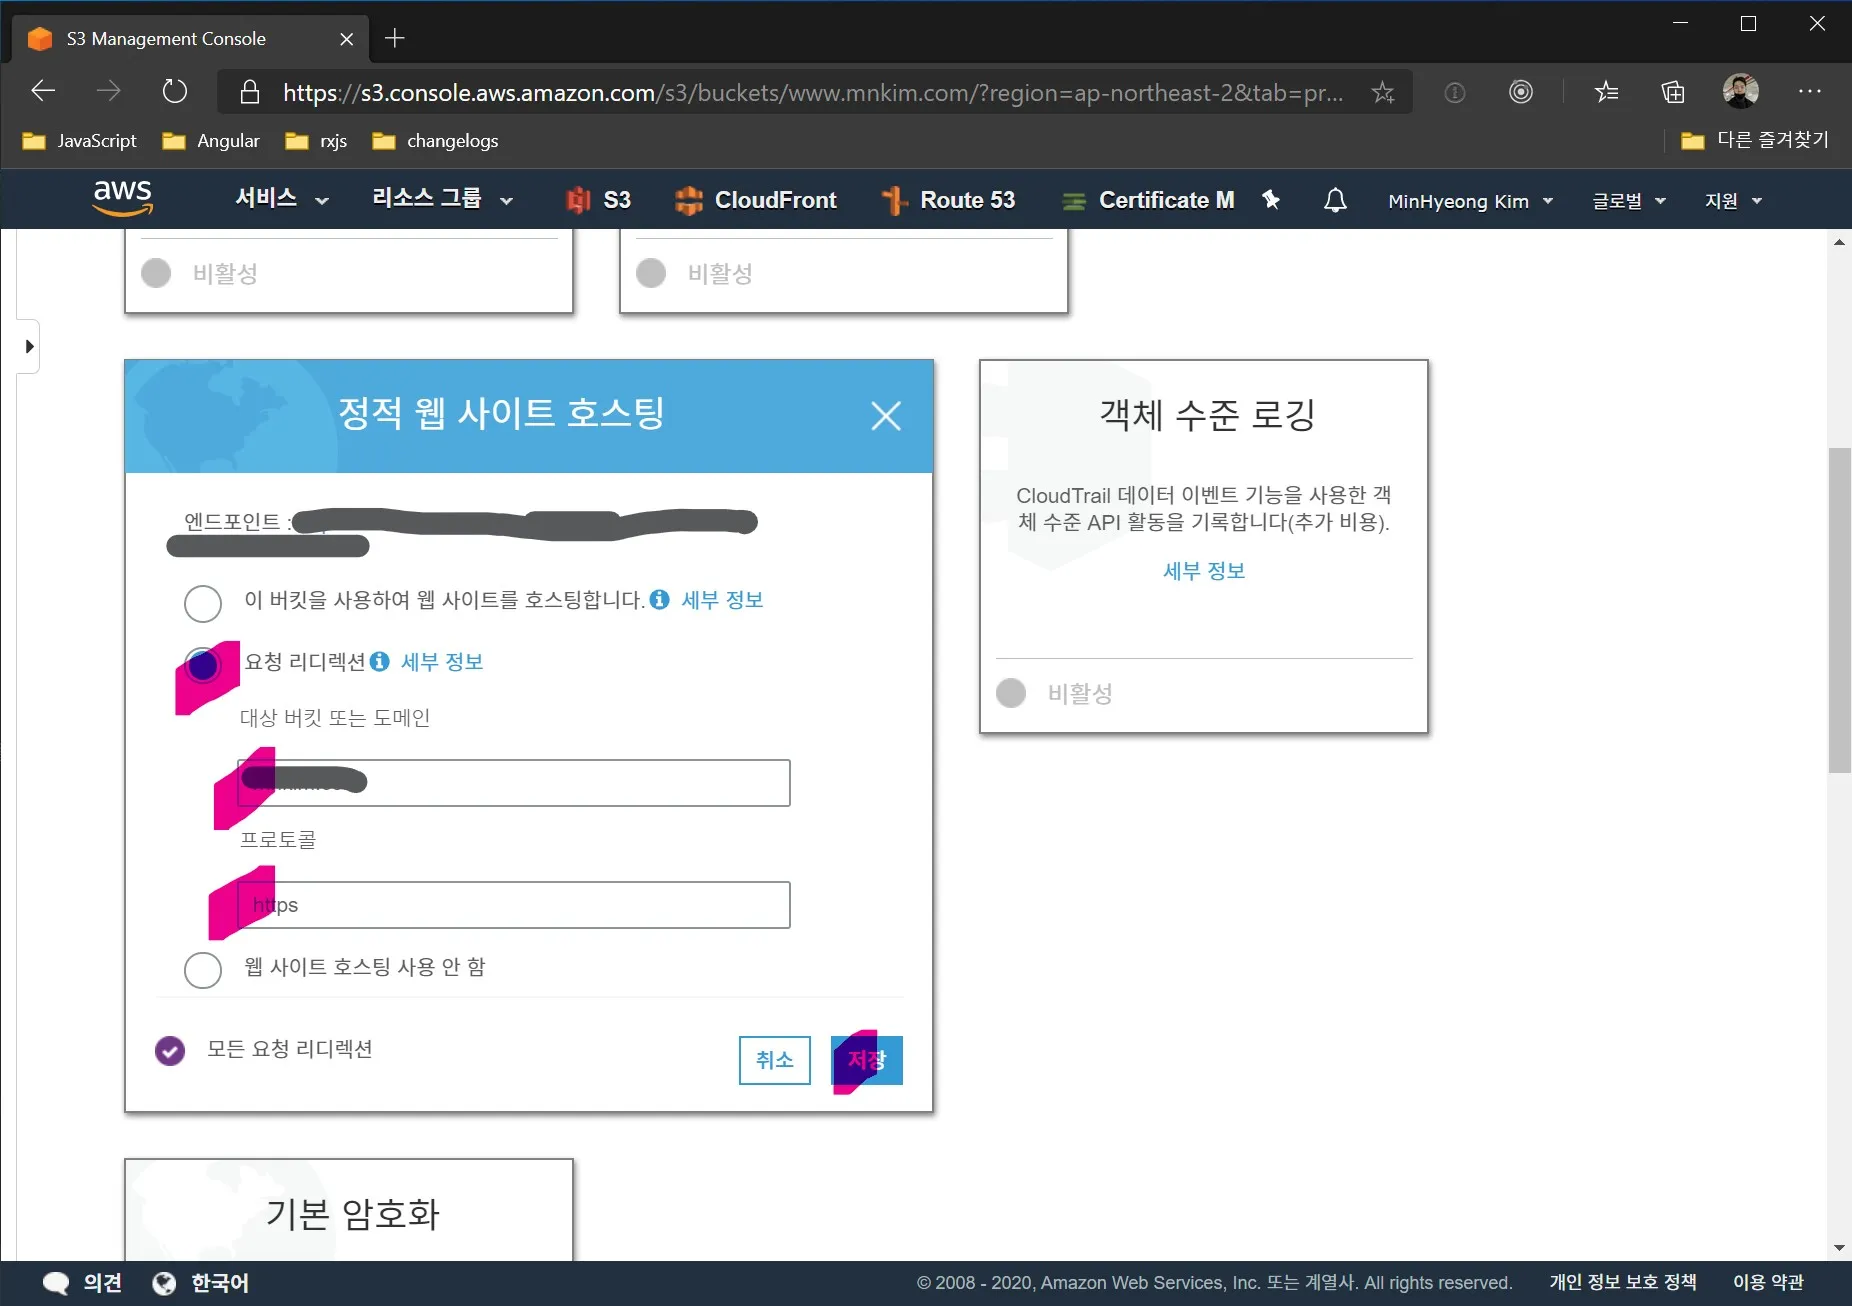 S3 Management Console
https://s3.console.aws.amazon.com/s3/buckets/www.mnkim.com/?region=ap-northeast-2&tab=pr...
JavaScript Angular rxjs changelogs 다른 즐겨찾기
aws 서비스 리소스 그룹 S3 CloudFront Route 53 Certificate M MinHyeong Kim 글로벌 지원
비활성 비활성
정적 웹 사이트 호스팅
엔드포인트 :
이 버킷을 사용하여 웹 사이트를 호스팅합니다. 세부 정보
요청 리디렉션 세부 정보
대상 버킷 또는 도메인
프로토콜
https
웹 사이트 호스팅 사용 안 함
모든 요청 리디렉션
취소 저장
객체 수준 로깅
CloudTrail 데이터 이벤트 기능을 사용한 객
체 수준 API 활동을 기록합니다(추가 비용).
세부 정보
비활성
기본 암호화
의견 한국어 © 2008 - 2020, Amazon Web Services, Inc. 또는 계열사. All rights reserved. 개인 정보 보호 정책 이용 약관